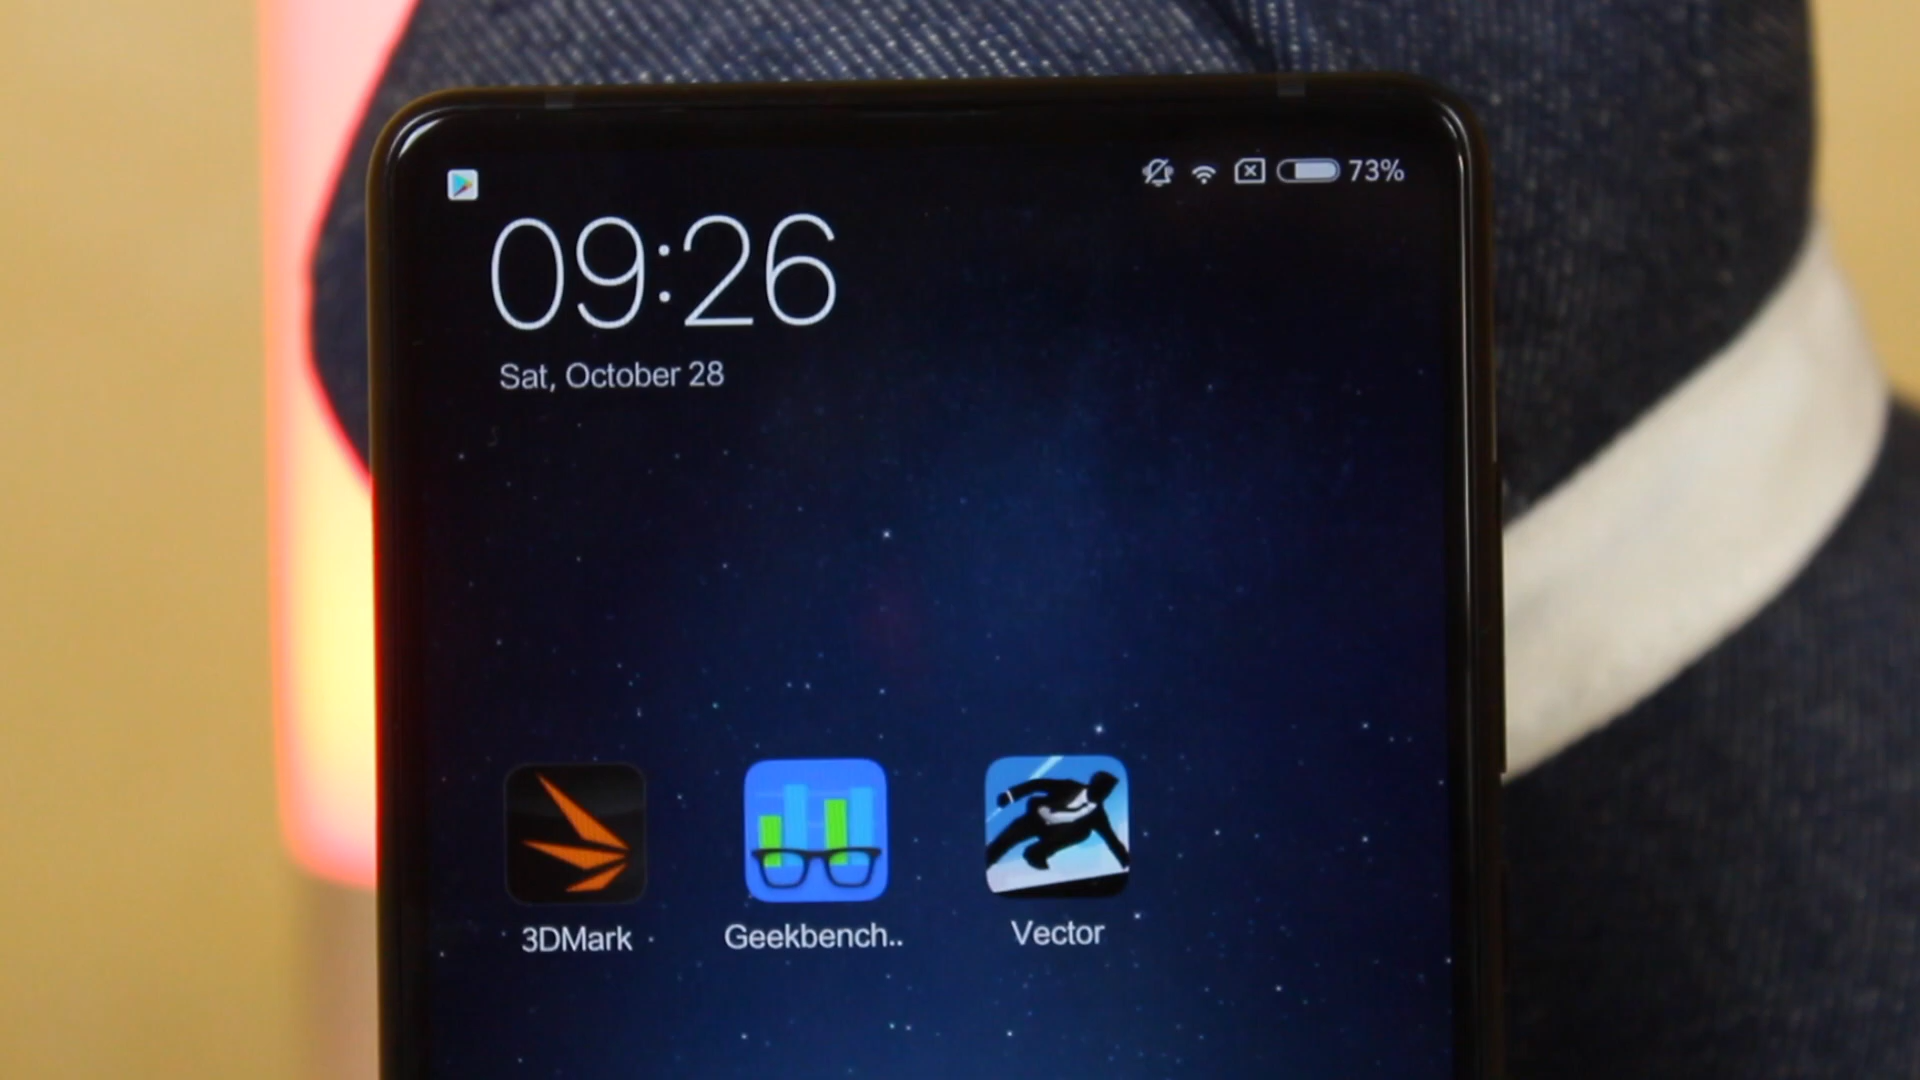 73%
09:26
Sat, October 28
3DMark
Geekbench..
Vector